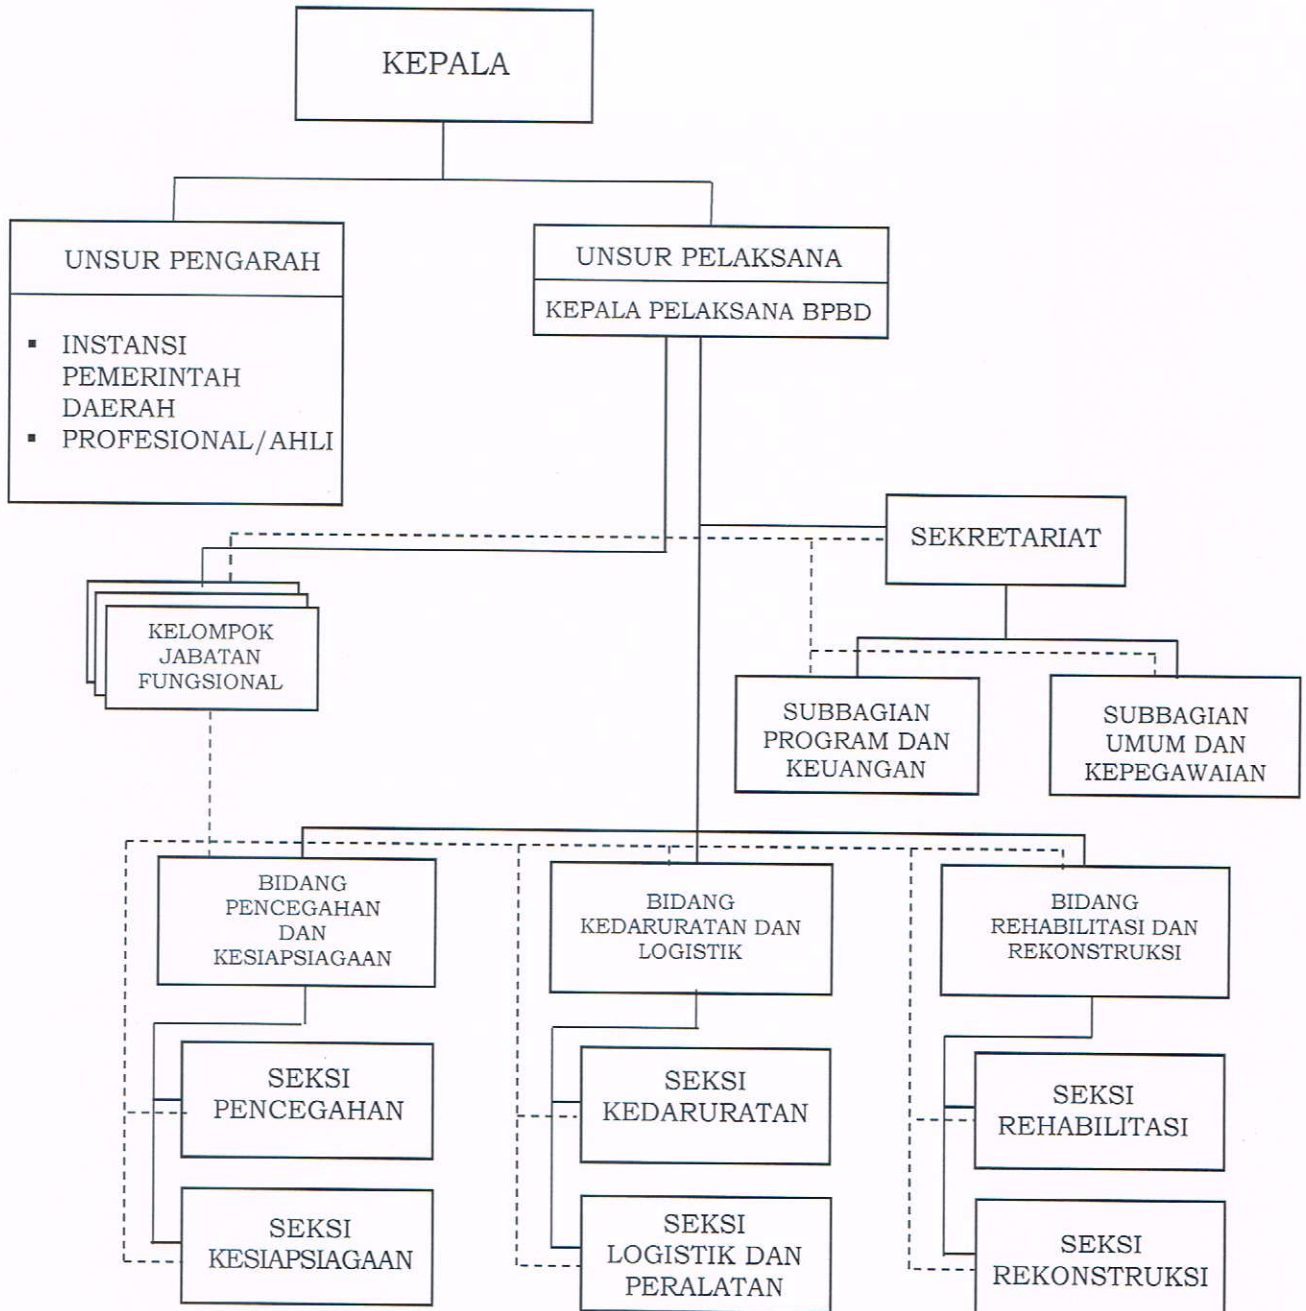 KEPALA
UNSUR PENGARAH
▪ INSTANSI
PEMERINTAH
DAERAH
▪ PROFESIONAL/AHLI
UNSUR PELAKSANA
KEPALA PELAKSANA BPBD
SEKRETARIAT
KELOMPOK
JABATAN
FUNGSIONAL
SUBBAGIAN
PROGRAM DAN
KEUANGAN
SUBBAGIAN
UMUM DAN
KEPEGAWAIAN
BIDANG
PENCEGAHAN
DAN
KESIAPSIAGAAN
BIDANG
KEDARURATAN DAN
LOGISTIK
BIDANG
REHABILITASI DAN
REKONSTRUKSI
SEKSI
PENCEGAHAN
SEKSI
KEDARURATAN
SEKSI
REHABILITASI
SEKSI
KESIAPSIAGAAN
SEKSI
LOGISTIK DAN
PERALATAN
SEKSI
REKONSTRUKSI